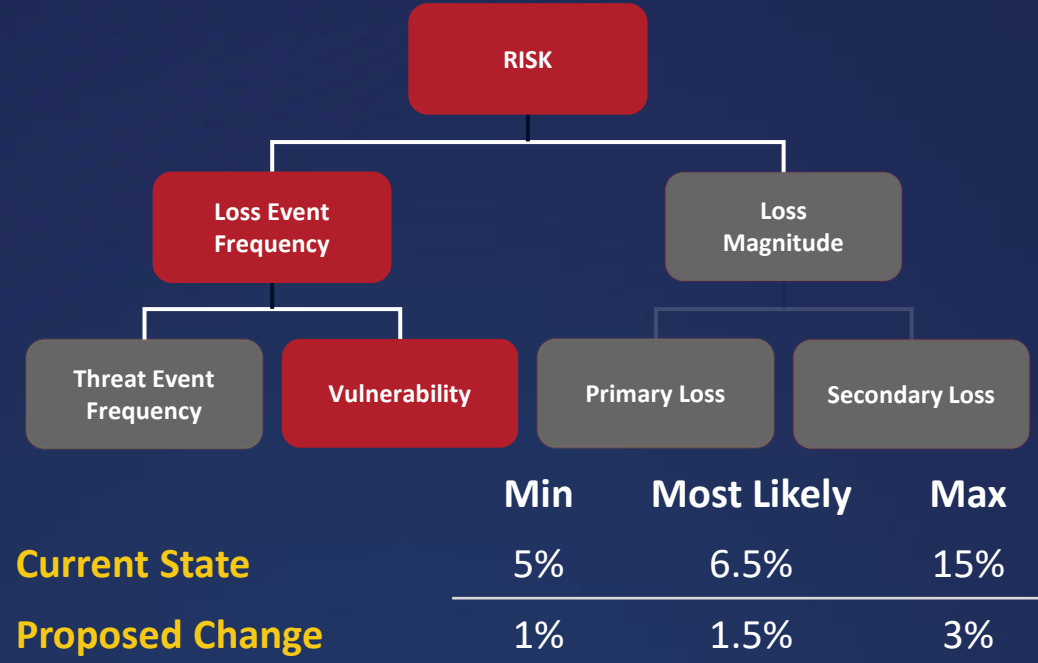 RISK
Loss Event
Frequency
Loss
Magnitude
Threat Event
Frequency
Vulnerability
Primary Loss
Secondary Loss
Min Most Likely Max
Current State 5% 6.5% 15%
Proposed Change 1% 1.5% 3%